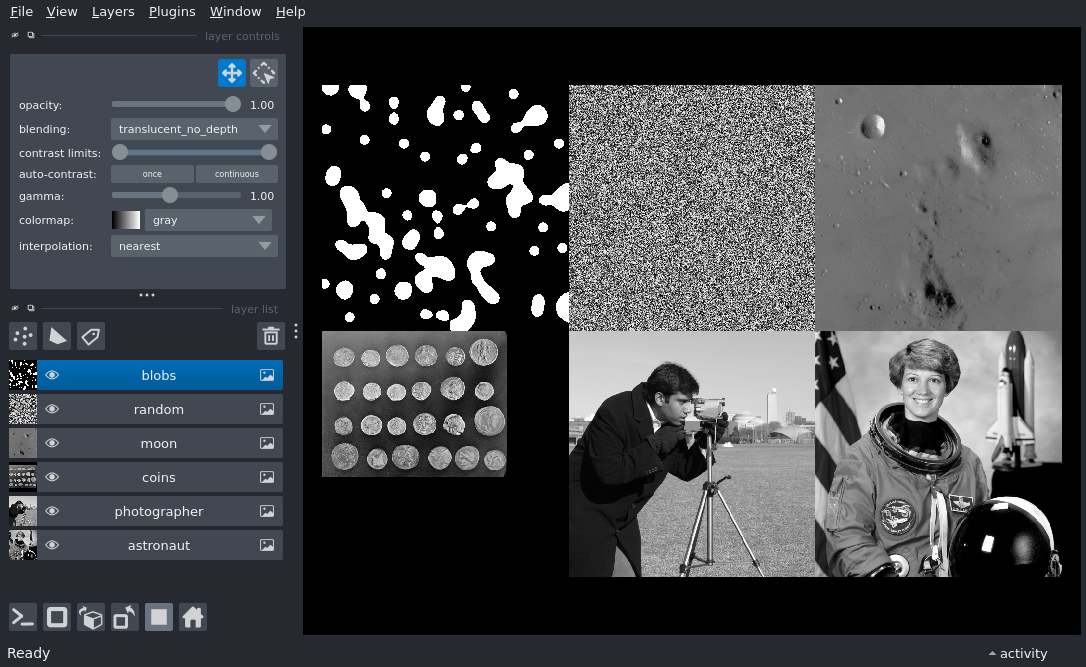 File View Layers Plugins Window Help
layer controls
opacity: 1.00
blending: translucent_no_depth
contrast limits:
auto-contrast: once continuous
gamma: 1.00
colormap: gray
interpolation: nearest
layer list
blobs
random
moon
coins
photographer
astronaut
Ready
activity